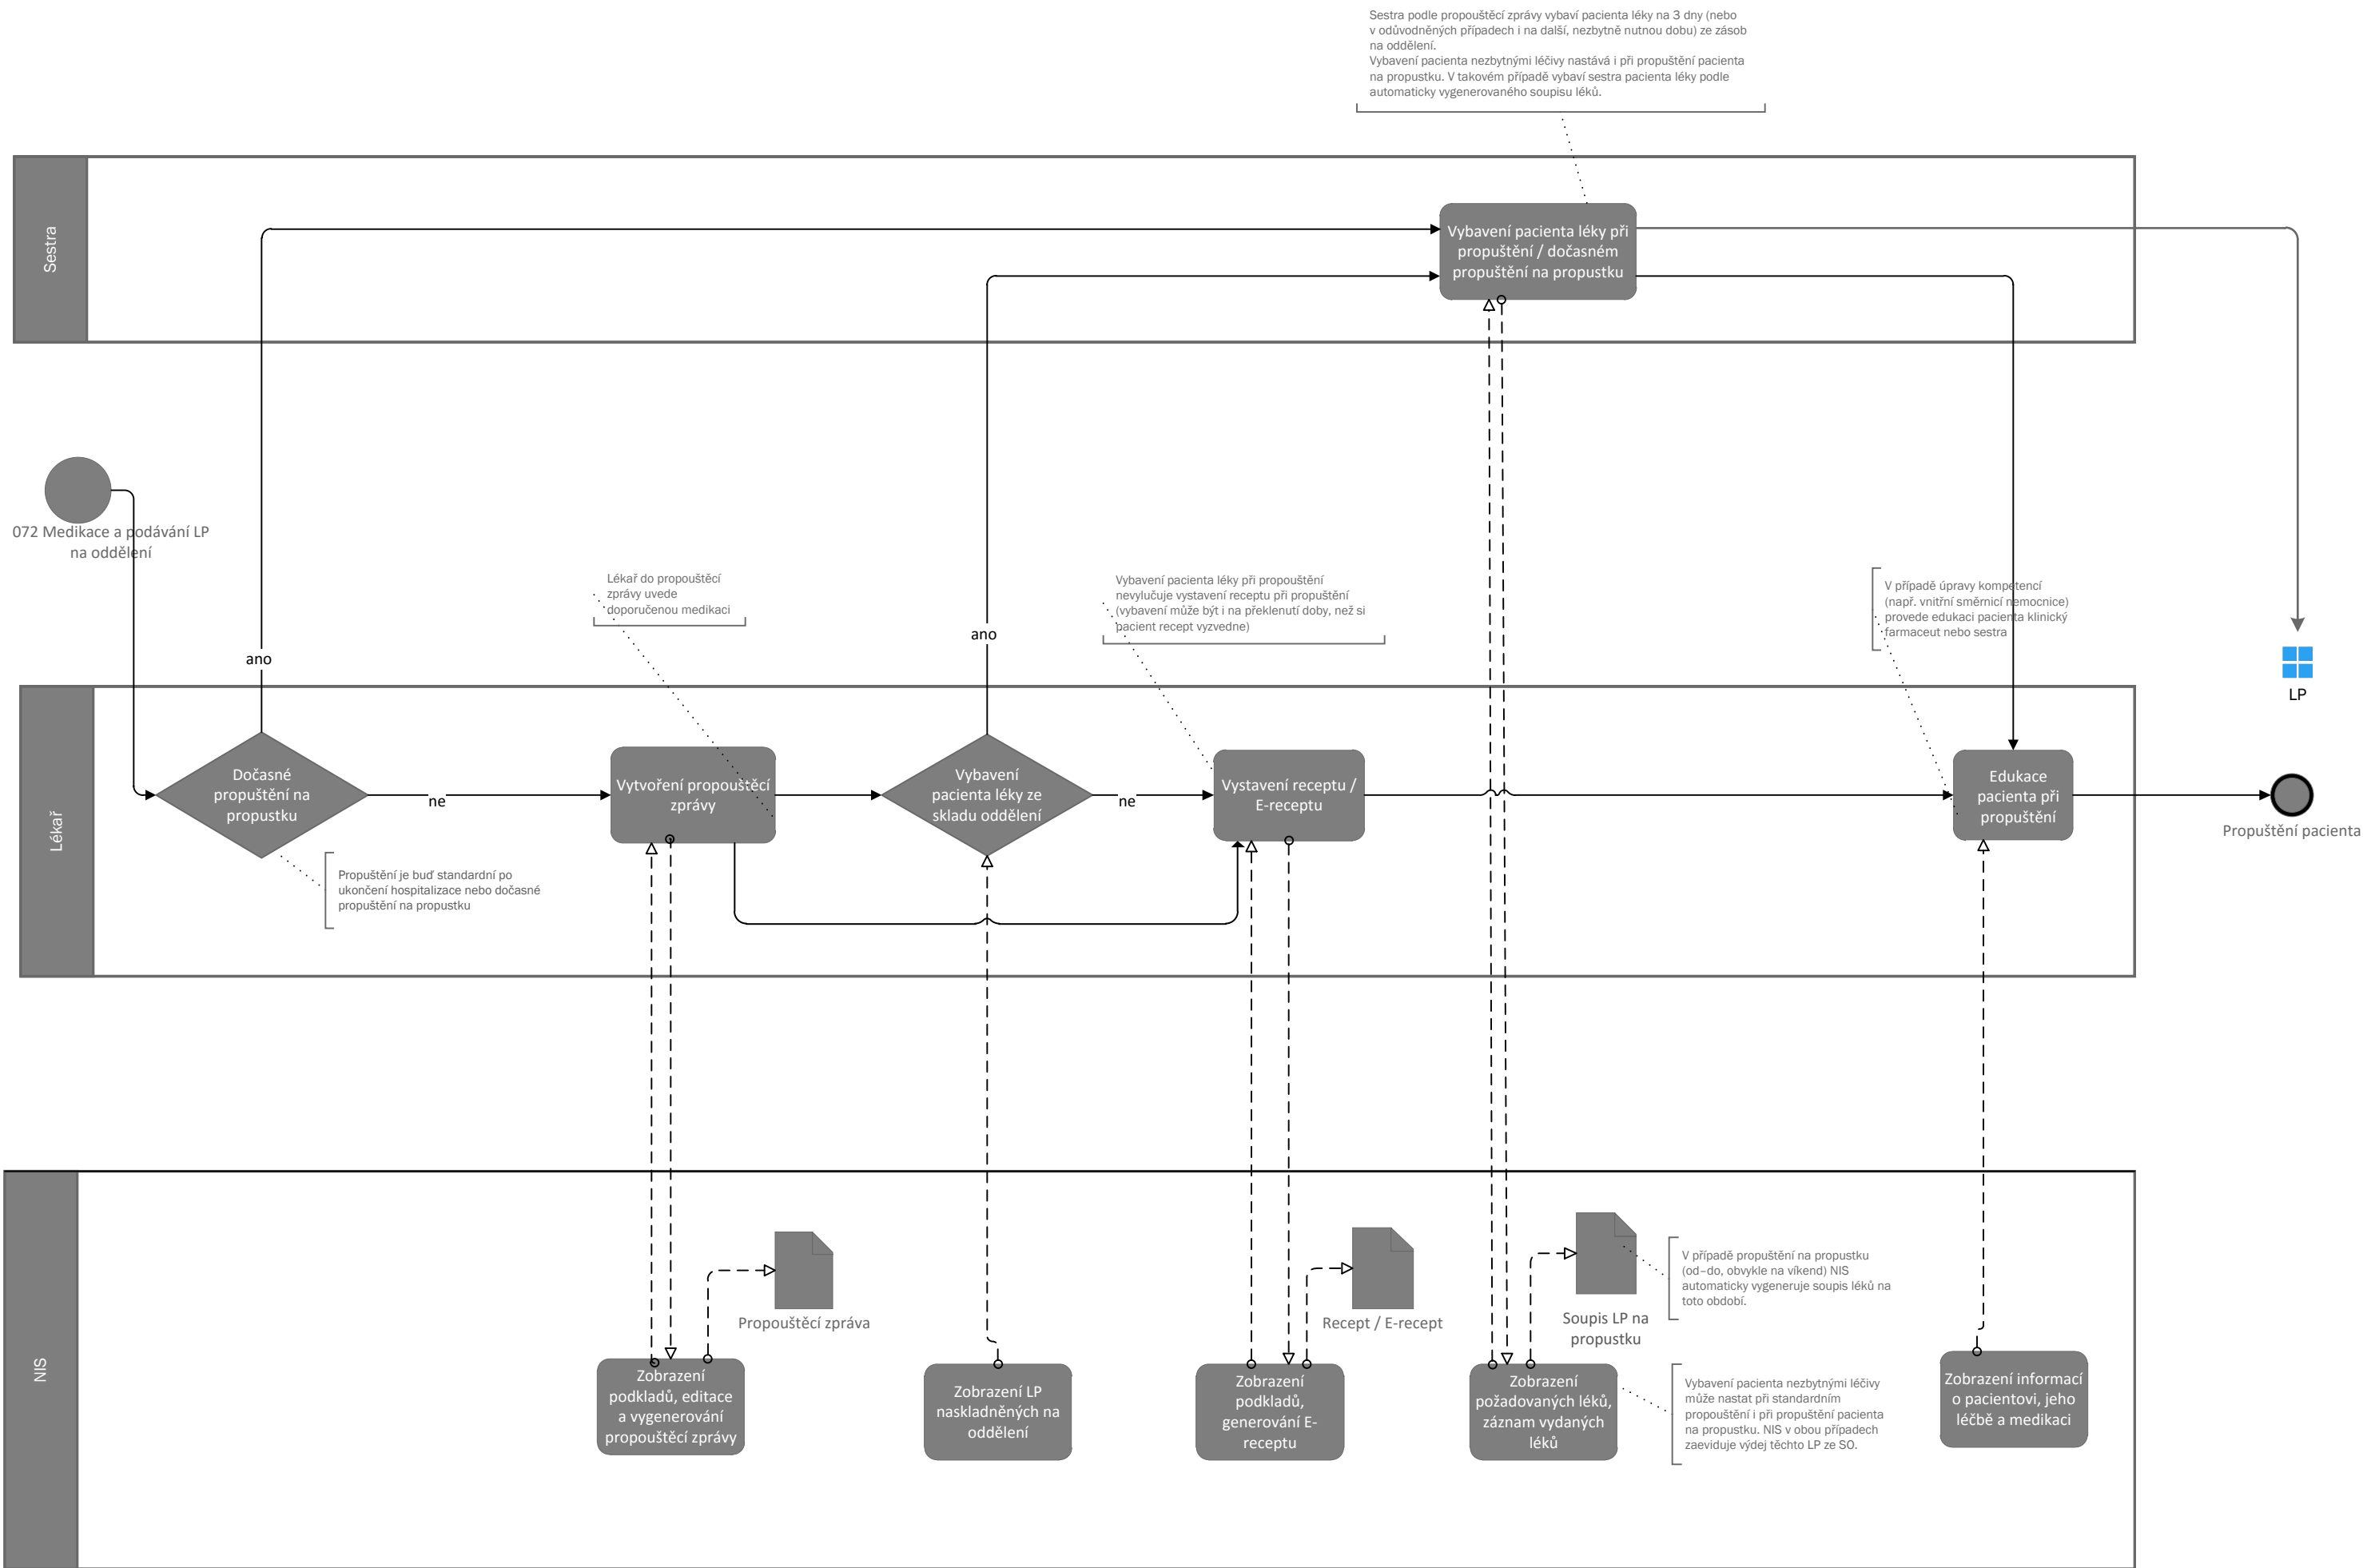 Sestra podle propouštěcí zprávy vybaví pacienta léky na 3 dny (nebo
v odůvodněných případech i na další, nezbytně nutnou dobu) ze zásob
na oddělení.
Vybavení pacienta nezbytnými léčivy nastává i při propuštění pacienta
na propustku. V takovém případě vybaví sestra pacienta léky podle
automaticky vygenerovaného soupisu léků.
Sestra
Vybavení pacienta léky při
propuštění / dočasném
propuštění na propustku
072 Medikace a podávání LP
na oddělení
Lékař do propouštěcí
zprávy uvede
doporučenou medikaci
Vybavení pacienta léky při propouštění
nevylučuje vystavení receptu při propuštění
(vybavení může být i na překlenutí doby, než si
pacient recept vyzvedne)
V případě úpravy kompetencí
(např. vnitřní směrnicí nemocnice)
provede edukaci pacienta klinický
farmaceut nebo sestra
ano
ano
LP
Lékař
Dočasné
propuštění na
propustku
ne
Vytvoření propouštěcí
zprávy
Vybavení
pacienta léky ze
skladu oddělení
ne
Vystavení receptu /
E-receptu
Edukace
pacienta při
propuštění
Propuštění pacienta
Propuštění je buď standardní po
ukončení hospitalizace nebo dočasné
propuštění na propustku
NIS
Propouštěcí zpráva
Recept / E-recept
Soupis LP na
propustku
V případě propuštění na propustku
(od–do, obvykle na víkend) NIS
automaticky vygeneruje soupis léků na
toto období.
Zobrazení
podkladů, editace
a vygenerování
propouštěcí zprávy
Zobrazení LP
naskladněných na
oddělení
Zobrazení
podkladů,
generování E-
receptu
Zobrazení
požadovaných léků,
záznam vydaných
léků
Vybavení pacienta nezbytnými léčivy
může nastat při standardním
propouštění i při propuštění pacienta
na propustku. NIS v obou případech
zaeviduje výdej těchto LP ze SO.
Zobrazení informací
o pacientovi, jeho
léčbě a medikaci